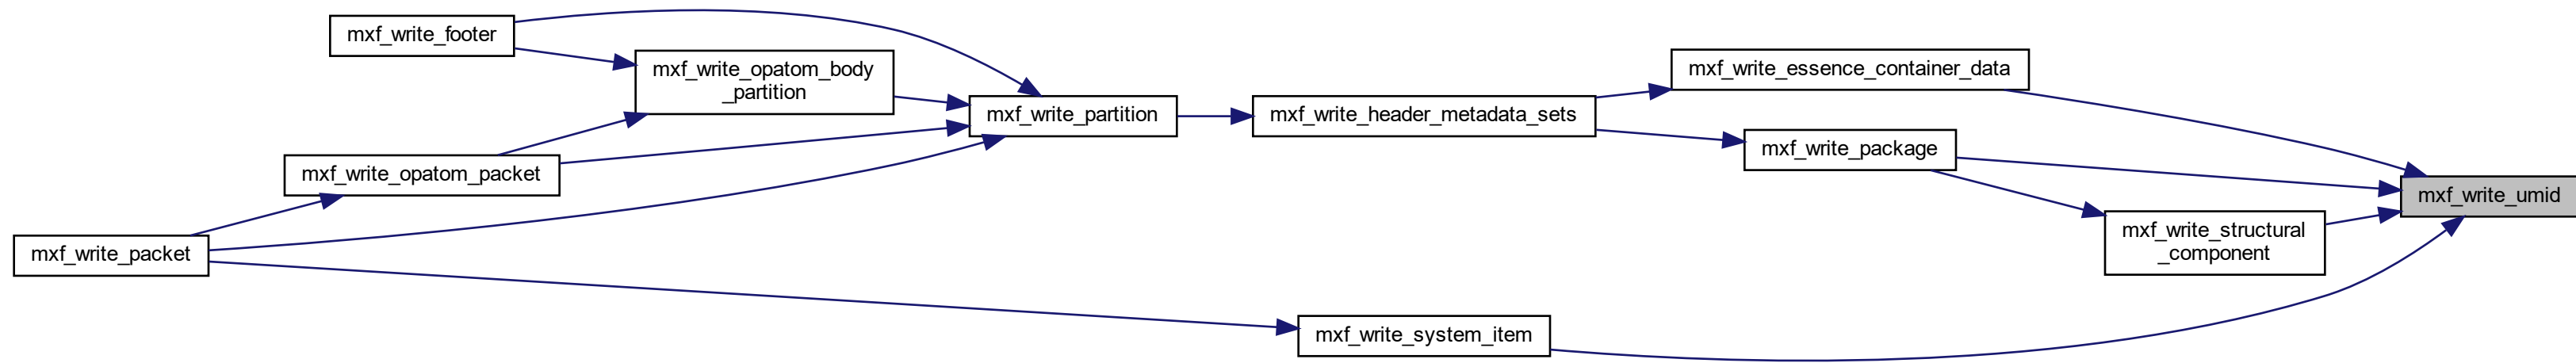 mxf_write_footer
mxf_write_opatom_body
_partition
mxf_write_opatom_packet
mxf_write_packet
mxf_write_partition
mxf_write_header_metadata_sets
mxf_write_system_item
mxf_write_essence_container_data
mxf_write_package
mxf_write_structural
_component
mxf_write_umid